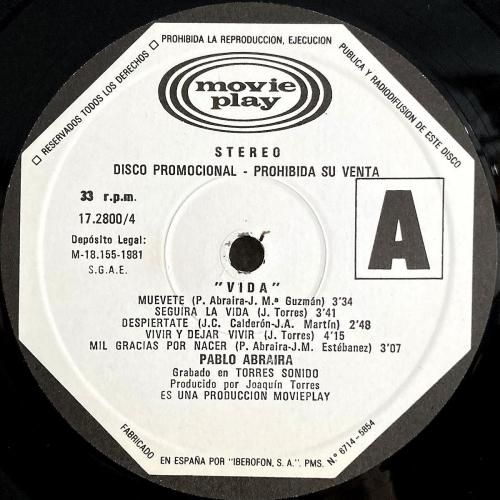 ○ RESERVADOS TODOS LOS DERECHOS ○ PROHIBIDA LA REPRODUCCION, EJECUCION
PUBLICA Y RADIODIFUSION DE ESTE DISCO
movie
play
STEREO
DISCO PROMOCIONAL - PROHIBIDA SU VENTA
33 r.p.m.
17.2800/4
A
Depósito Legal:
M-18.155-1981
S.G.A.E.
"VIDA"
MUEVETE (P. Abraira-J. M.ª Guzmán) 3'34
SEGUIRA LA VIDA (J. Torres) 3'41
DESPIERTATE (J.C. Calderón-J.A. Martín) 2'48
VIVIR Y DEJAR VIVIR (J. Torres) 4'15
MIL GRACIAS POR NACER (P. Abraira-J.M. Estébanez) 3'07
PABLO ABRAIRA
Grabado en TORRES SONIDO
Producido por Joaquín Torres
ES UNA PRODUCCION MOVIEPLAY
FABRICADO EN ESPAÑA POR "IBEROFON, S. A.". PMS. N.º 6714-5854